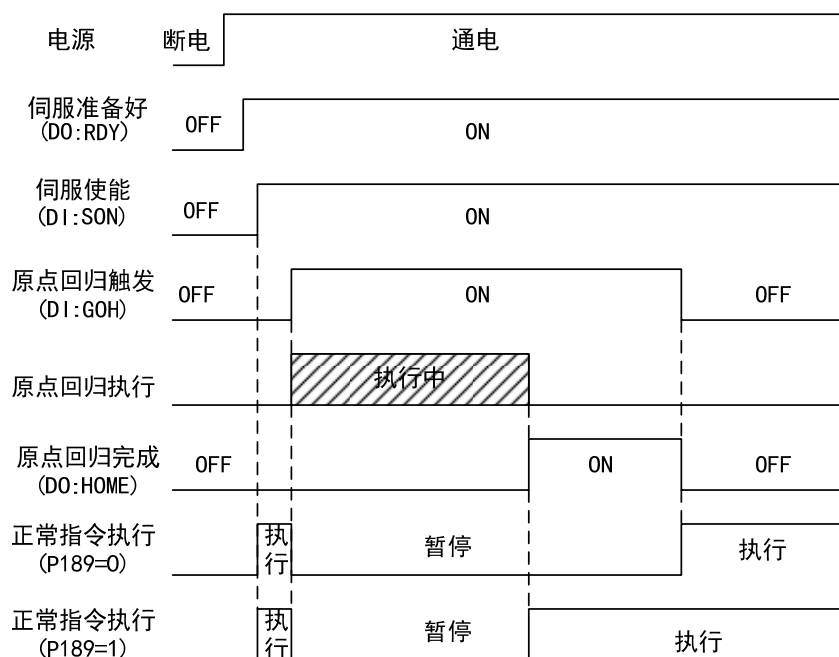 电源 断电 通电
伺服准备好
(DO:RDY) OFF ON
伺服使能
(DI:SON) OFF ON
原点回归触发
(DI:GOH) OFF ON OFF
原点回归执行 执行中
原点回归完成
(DO:HOME) OFF ON OFF
正常指令执行
(P189=0) 执行 暂停 执行
正常指令执行
(P189=1) 执行 暂停 执行